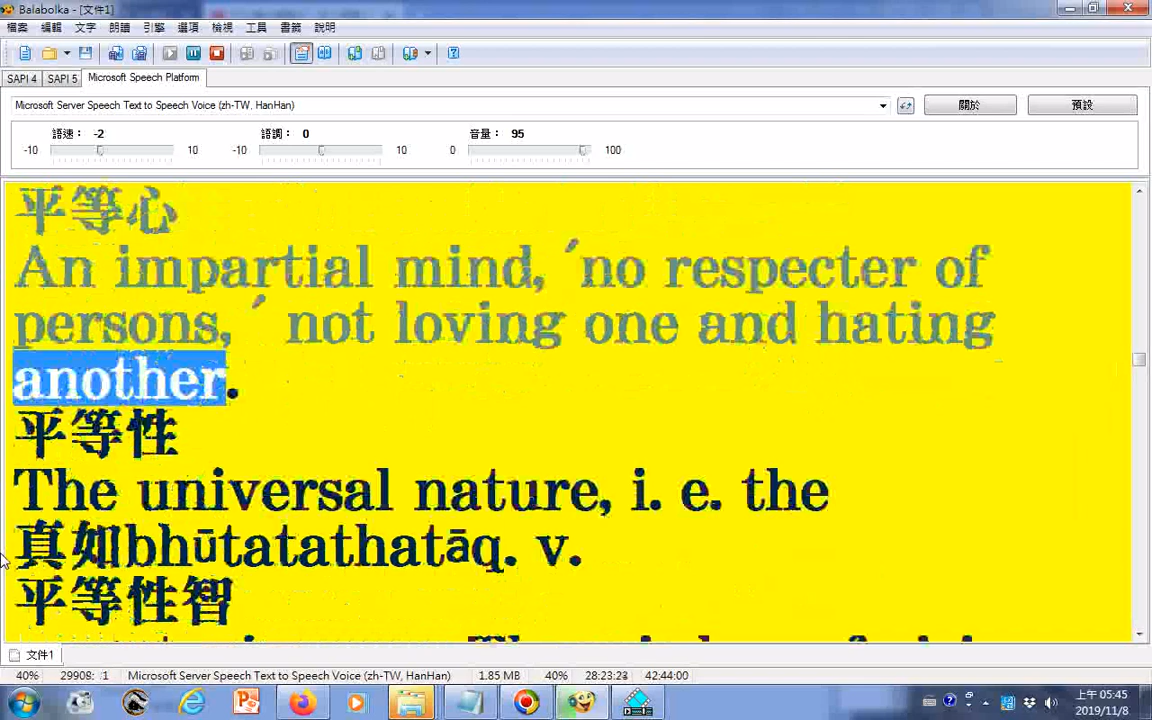 Balabolka - [文件1]
檔案 編輯 文字 朗讀 引擎 選項 檢視 工具 書籤 說明
SAPI 4 SAPI 5 Microsoft Speech Platform
Microsoft Server Speech Text to Speech Voice (zh-TW, HanHan) 關於 預設
語速： -2 語調： 0 音量： 95
-10 10 -10 10 0 100
平等心
An impartial mind, ´no respecter of
persons, ´ not loving one and hating
another.
平等性
The universal nature, i. e. the
真如bhūtatathatāq. v.
平等性智
文件1
40% 29908: 1 Microsoft Server Speech Text to Speech Voice (zh-TW, HanHan) 1.85 MB 40% 28:23:23 42:44:00
上午 05:45
2019/11/8